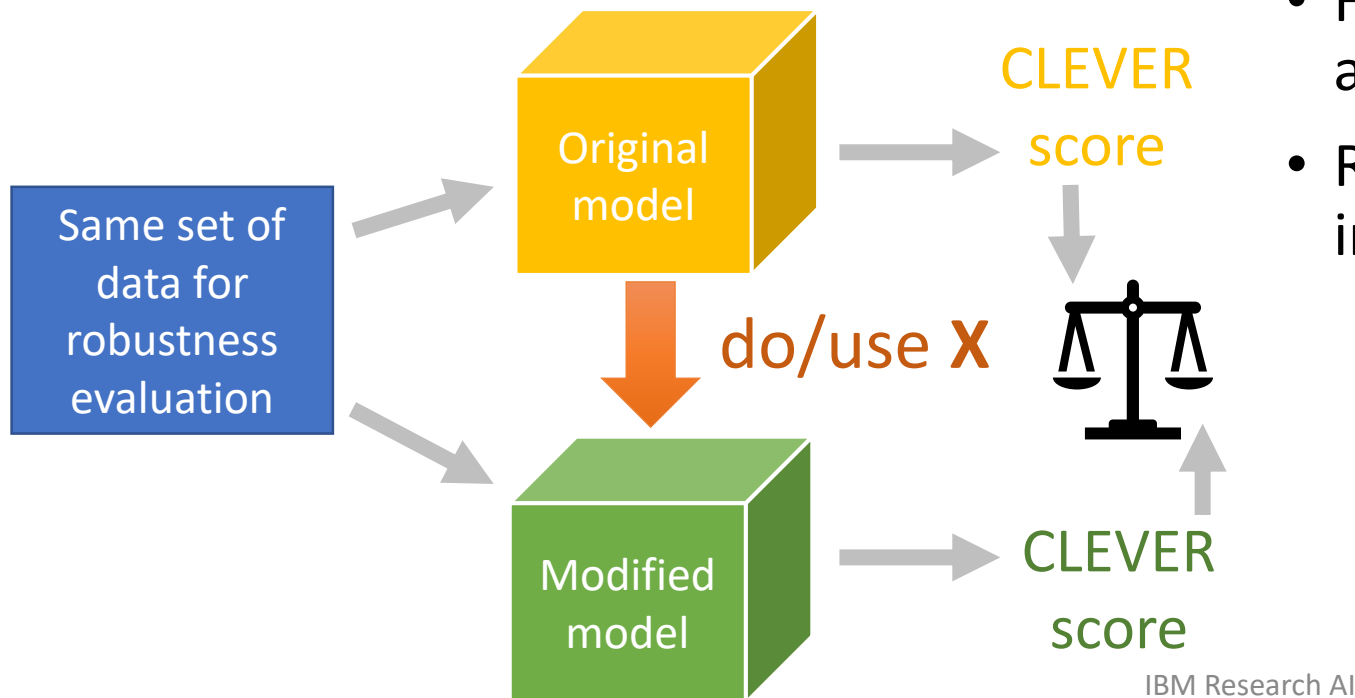 Same set of
data for
robustness
evaluation
Original
model
do/use X
Modified
model
CLEVER
score
CLEVER
score
IBM Research AI